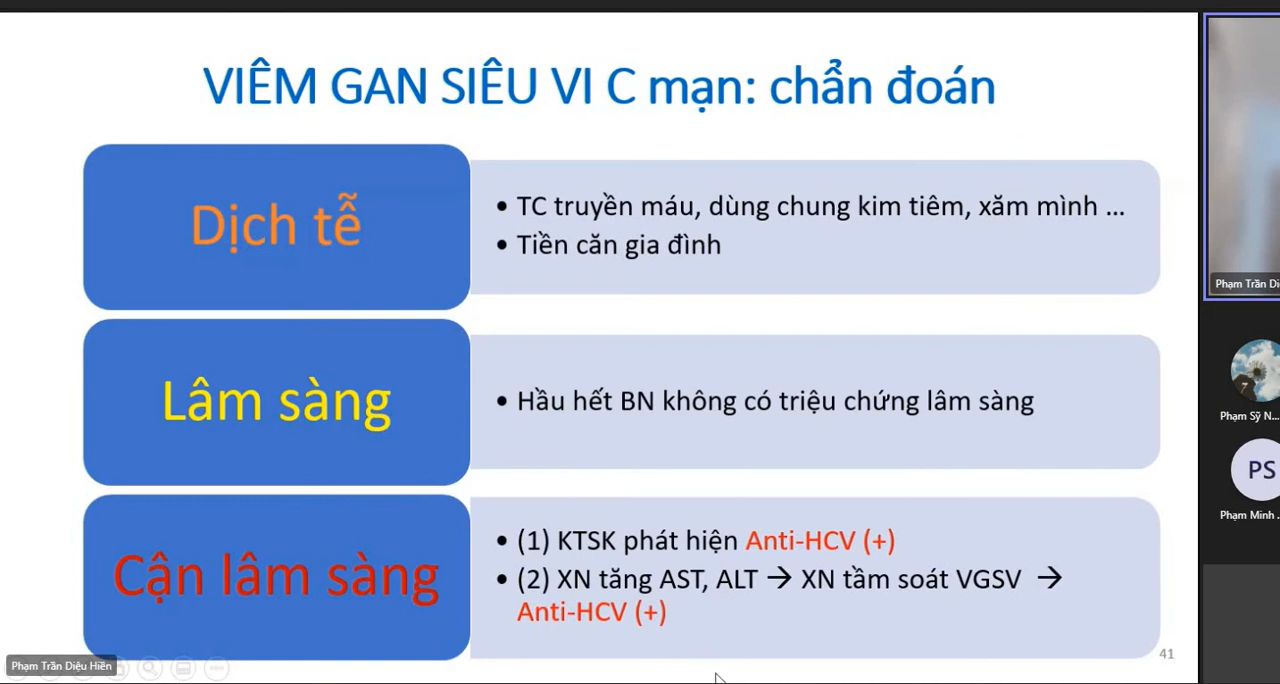 VIÊM GAN SIÊU VI C mạn: chẩn đoán
Dịch tễ
• TC truyền máu, dùng chung kim tiêm, xăm mình ...
• Tiền căn gia đình
Lâm sàng
• Hầu hết BN không có triệu chứng lâm sàng
Cận lâm sàng
• (1) KTSK phát hiện Anti-HCV (+)
• (2) XN tăng AST, ALT → XN tầm soát VGSV →
Anti-HCV (+)
41
Phạm Trần Diệu Hiền
Phạm Trần Di
Phạm Sỹ N...
PS
Phạm Minh ...